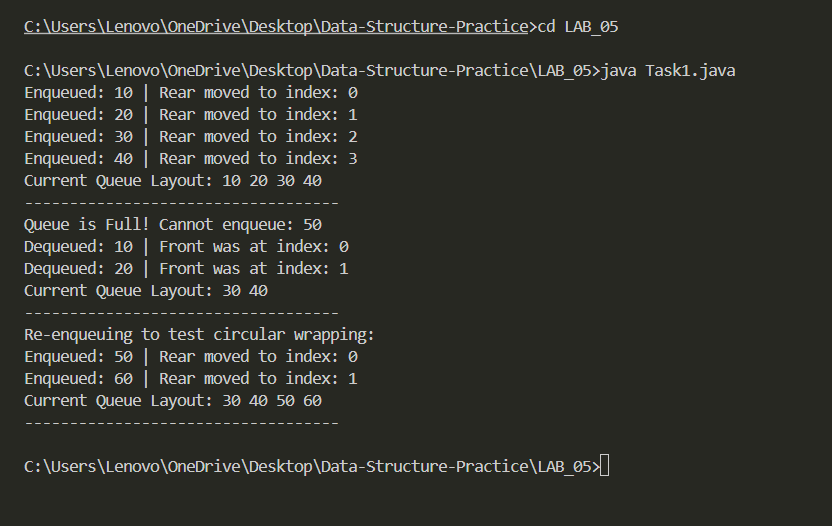 C:\Users\Lenovo\OneDrive\Desktop\Data-Structure-Practice>cd LAB_05
C:\Users\Lenovo\OneDrive\Desktop\Data-Structure-Practice\LAB_05>java Task1.java
Enqueued: 10 | Rear moved to index: 0
Enqueued: 20 | Rear moved to index: 1
Enqueued: 30 | Rear moved to index: 2
Enqueued: 40 | Rear moved to index: 3
Current Queue Layout: 10 20 30 40
-----------------------------------
Queue is Full! Cannot enqueue: 50
Dequeued: 10 | Front was at index: 0
Dequeued: 20 | Front was at index: 1
Current Queue Layout: 30 40
-----------------------------------
Re-enqueuing to test circular wrapping:
Enqueued: 50 | Rear moved to index: 0
Enqueued: 60 | Rear moved to index: 1
Current Queue Layout: 30 40 50 60
-----------------------------------
C:\Users\Lenovo\OneDrive\Desktop\Data-Structure-Practice\LAB_05>